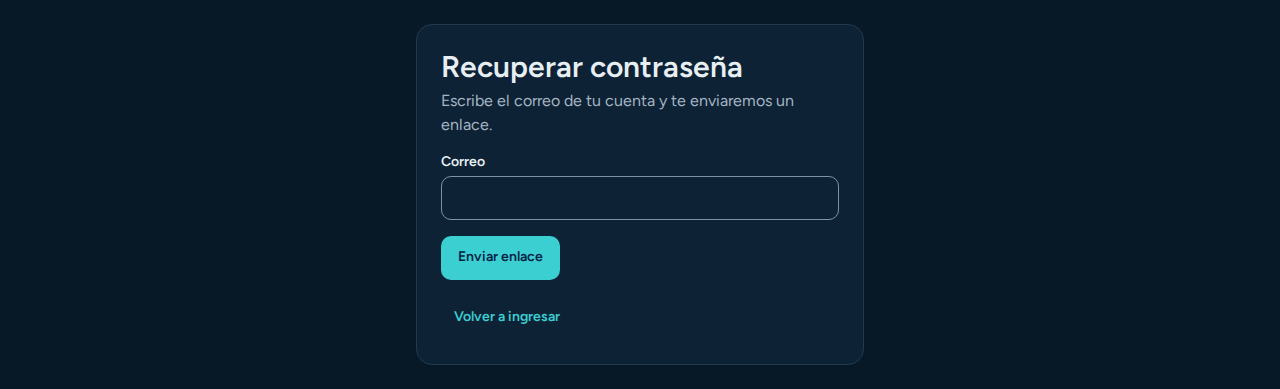 Recuperar contraseña
Escribe el correo de tu cuenta y te enviaremos un
enlace.
Correo
Enviar enlace
Volver a ingresar